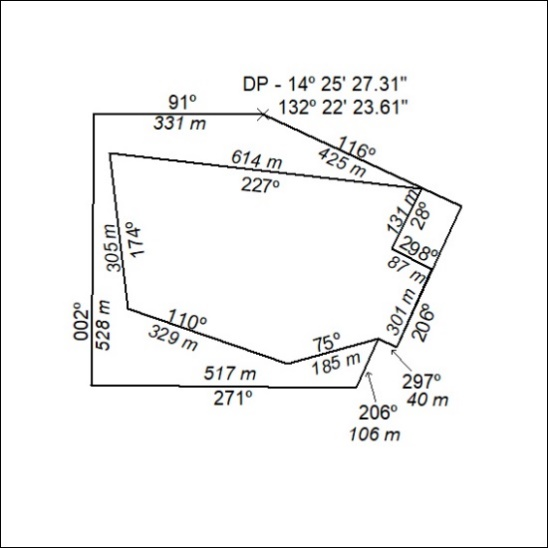 DP - 14º 25' 27.31"
132º 22' 23.61"
91º
331 m
116º
425 m
614 m
227º
131 m
28º
298º
87 m
305 m
174º
002º
528 m
110º
329 m
75º
185 m
301 m
206º
517 m
271º
297º
40 m
206º
106 m